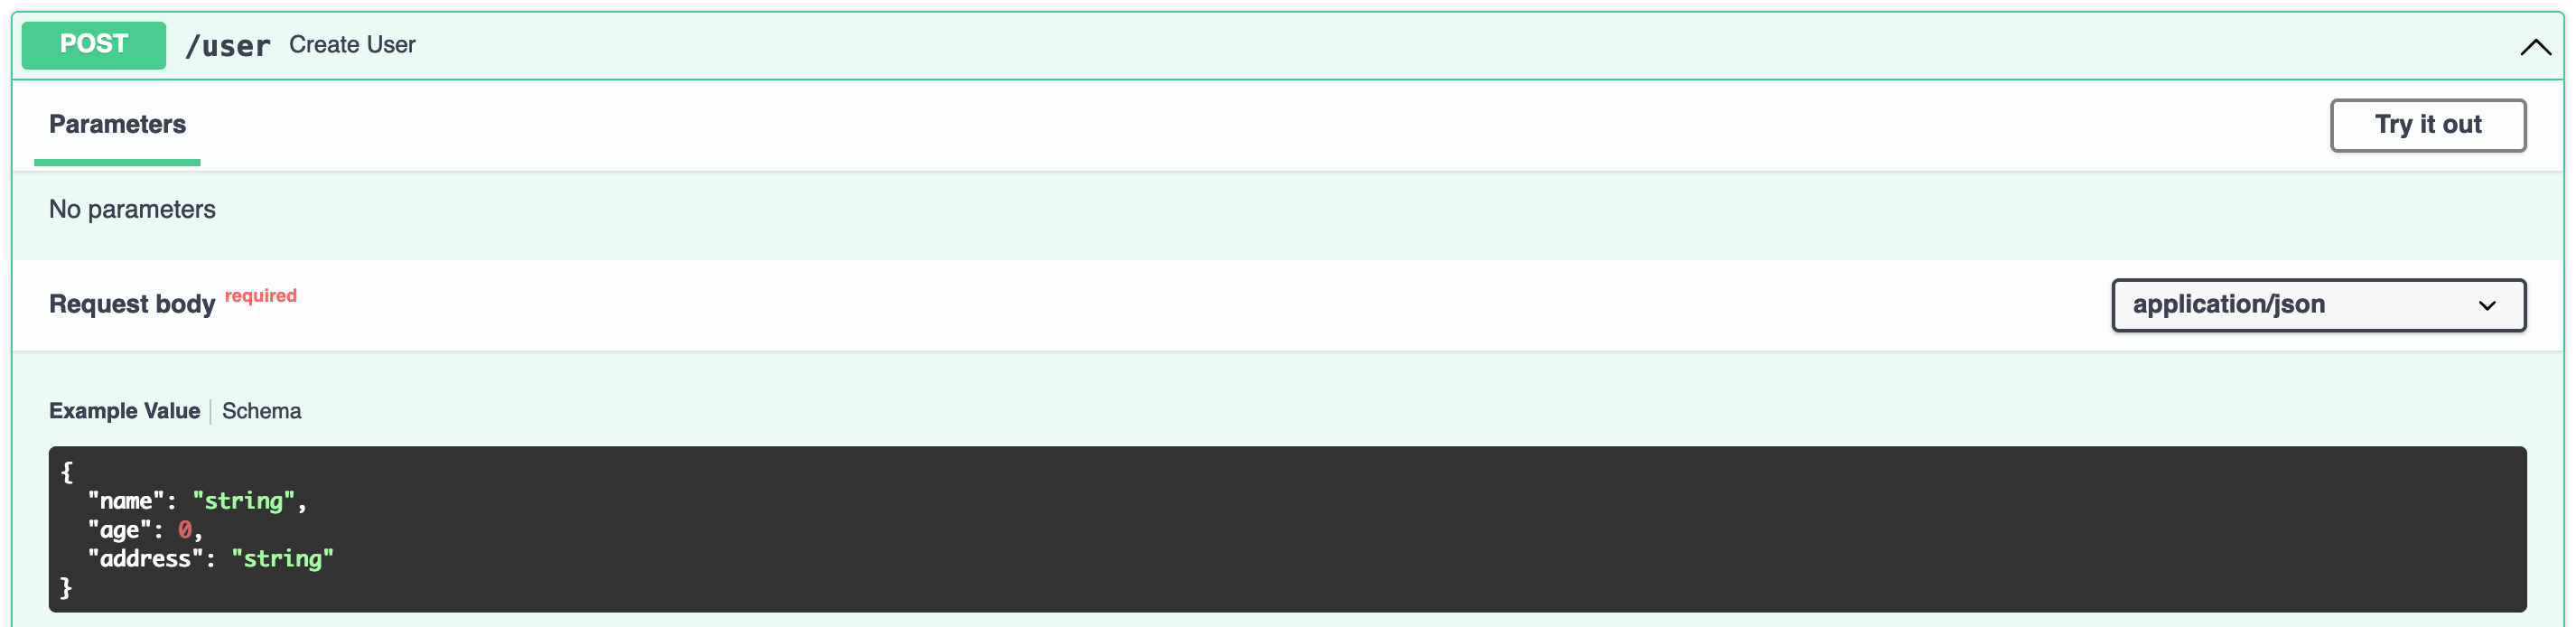 POST /user Create User
Parameters
Try it out
No parameters
Request body required
application/json
Example Value Schema
{
"name": "string",
"age": 0,
"address": "string"
}